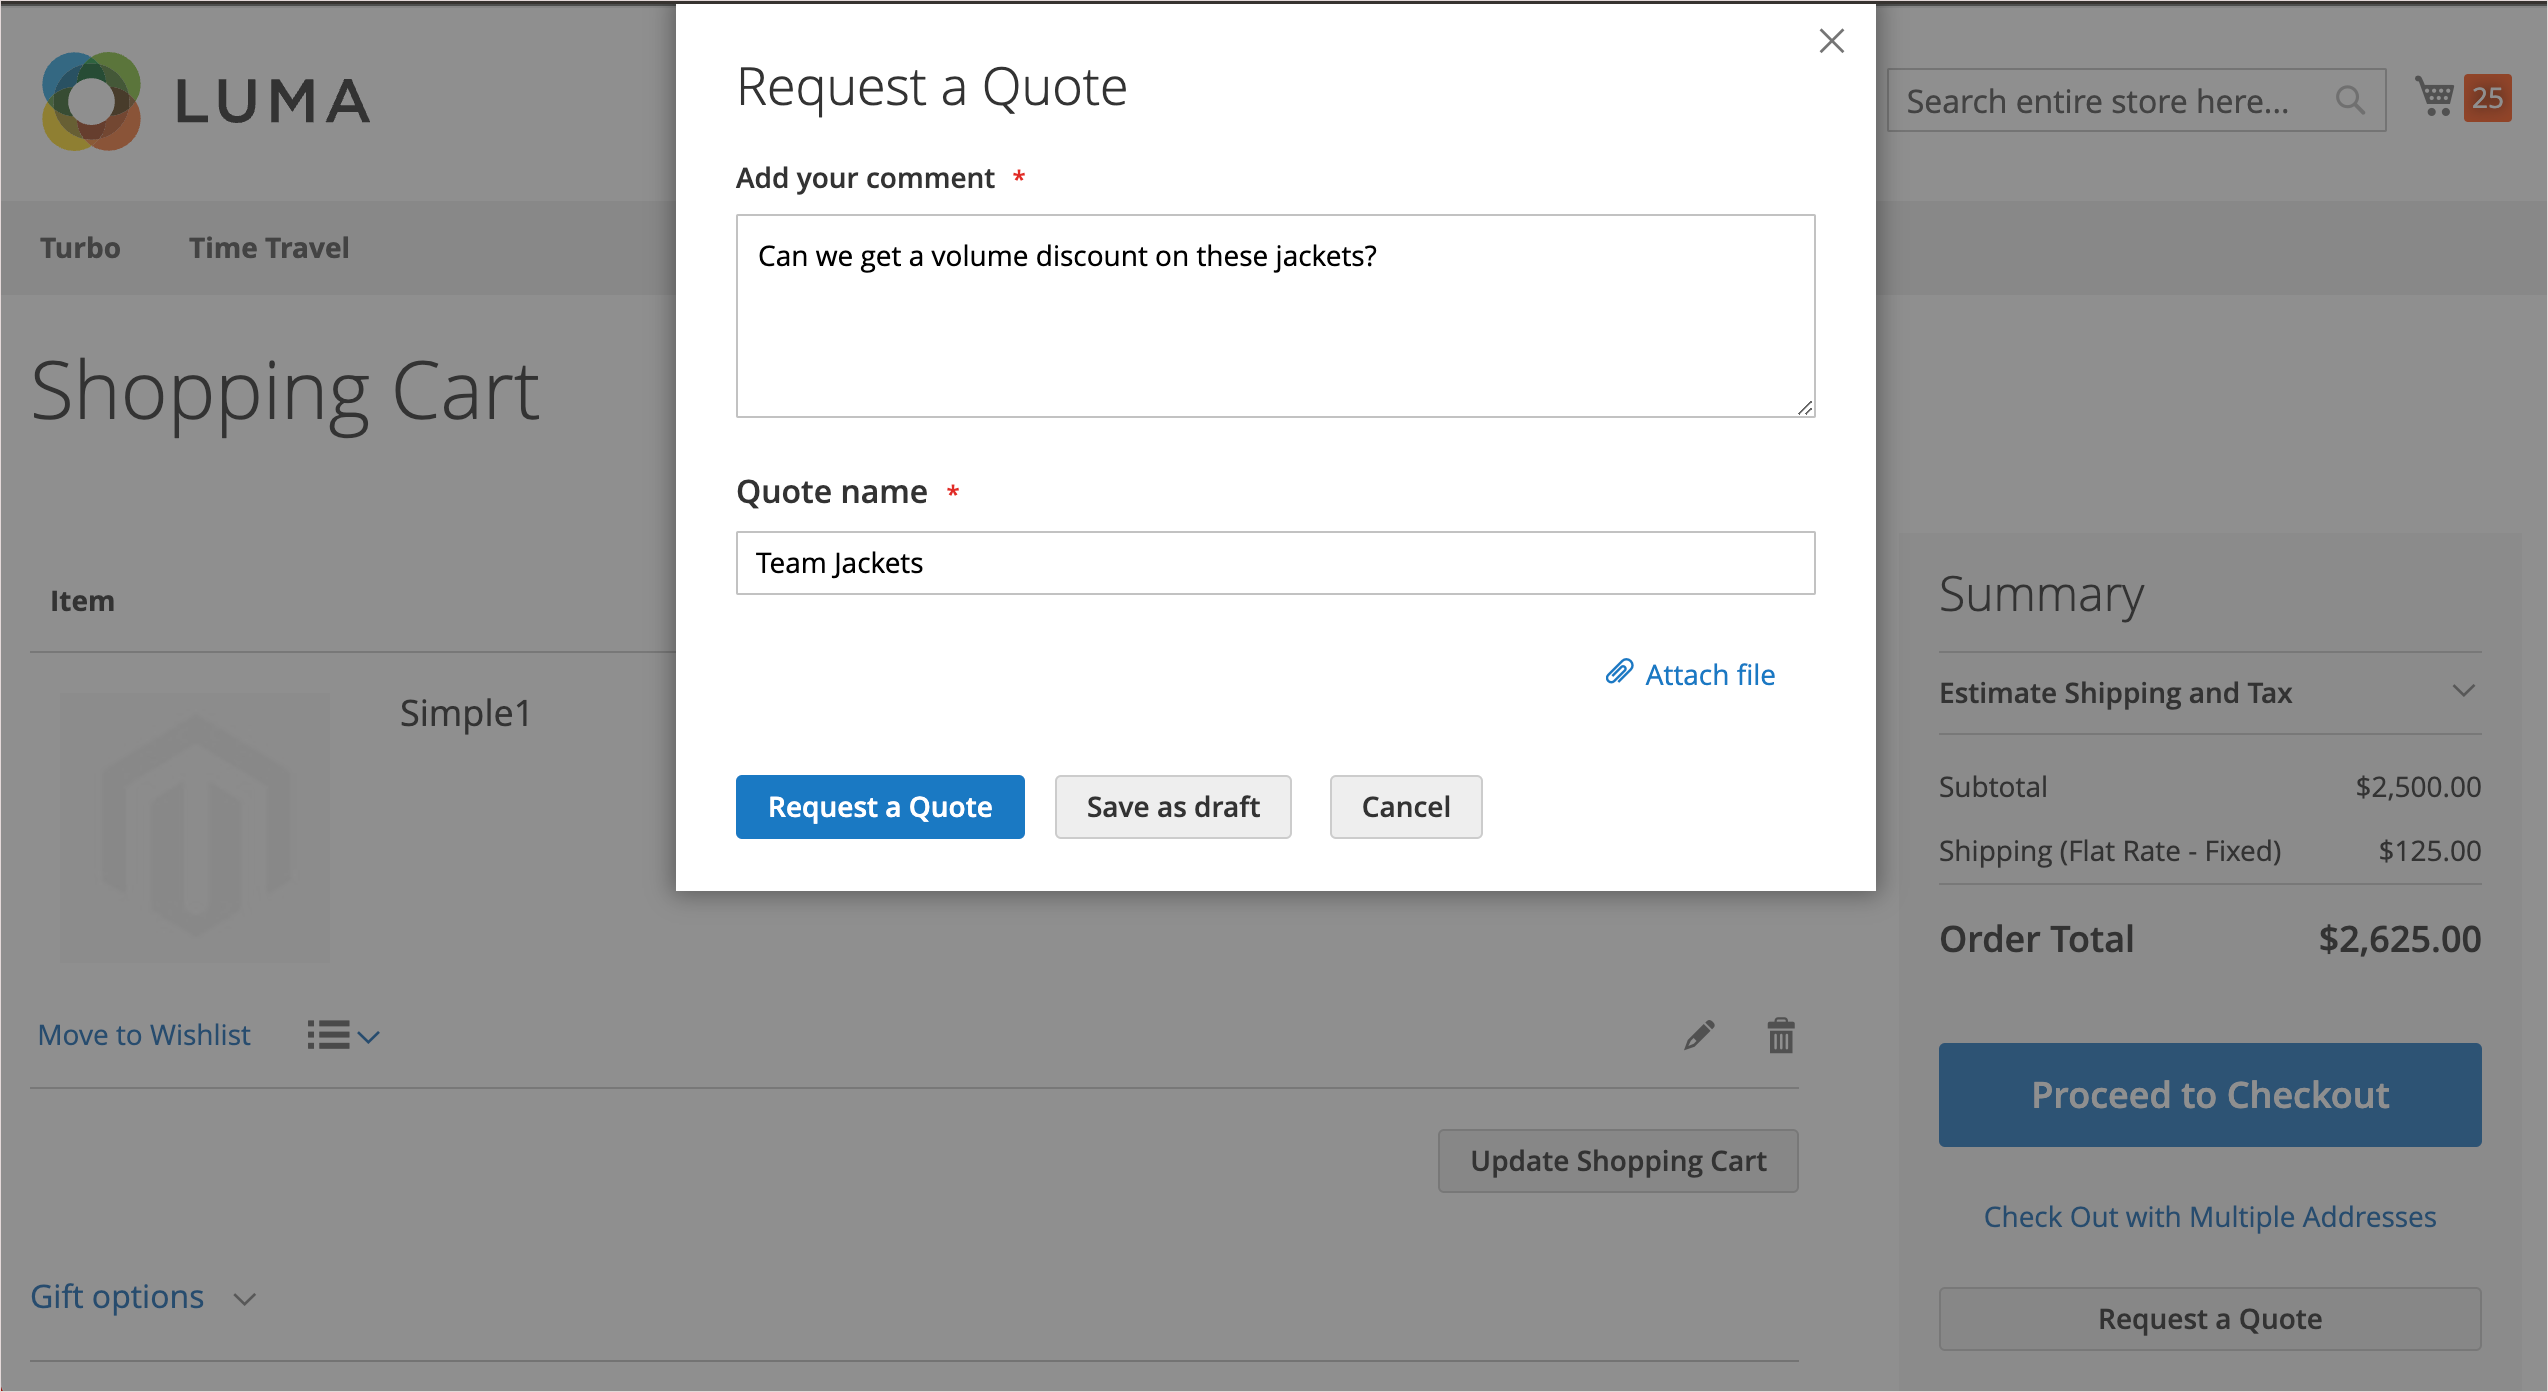 LUMA
Search entire store here...
25
Turbo
Time Travel
Shopping Cart
Item
Simple1
Move to Wishlist
Update Shopping Cart
Gift options
Request a Quote
Add your comment *
Can we get a volume discount on these jackets?
Quote name *
Team Jackets
Attach file
Request a Quote
Save as draft
Cancel
Summary
Estimate Shipping and Tax
Subtotal $2,500.00
Shipping (Flat Rate - Fixed) $125.00
Order Total $2,625.00
Proceed to Checkout
Check Out with Multiple Addresses
Request a Quote